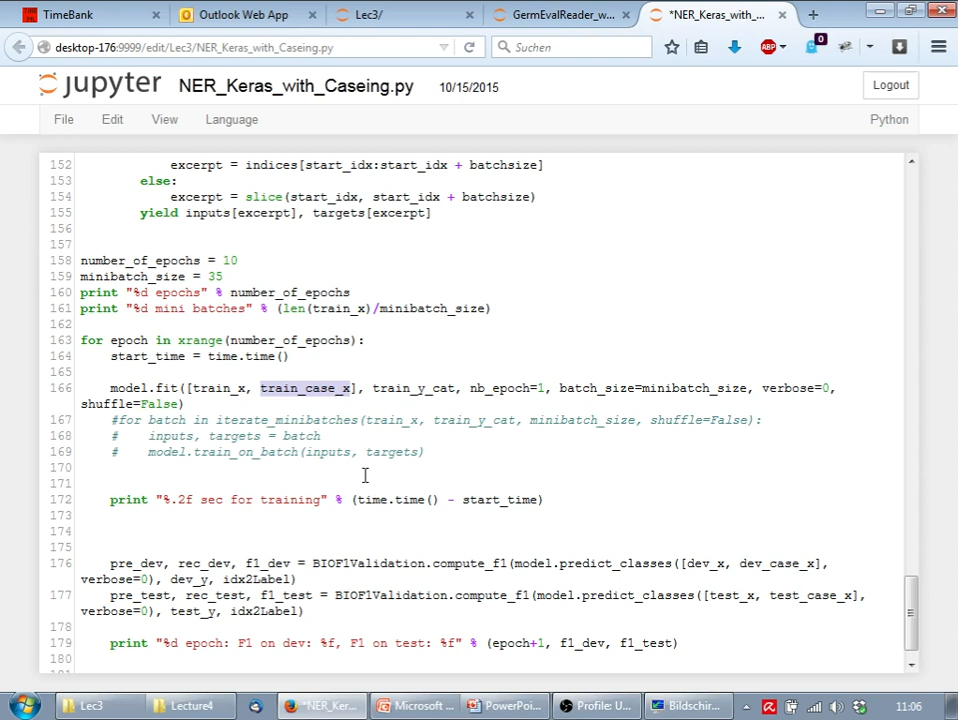 TimeBank
Outlook Web App
Lec3/
GermEvalReader_w...
*NER_Keras_with_...
desktop-176:9999/edit/Lec3/NER_Keras_with_Caseing.py
Suchen
ABP
0
jupyter NER_Keras_with_Caseing.py 10/15/2015
Logout
File Edit View Language
Python
152 excerpt = indices[start_idx:start_idx + batchsize]
153 else:
154 excerpt = slice(start_idx, start_idx + batchsize)
155 yield inputs[excerpt], targets[excerpt]
156
157
158 number_of_epochs = 10
159 minibatch_size = 35
160 print "%d epochs" % number_of_epochs
161 print "%d mini batches" % (len(train_x)/minibatch_size)
162
163 for epoch in xrange(number_of_epochs):
164 start_time = time.time()
165
166 model.fit([train_x, train_case_x], train_y_cat, nb_epoch=1, batch_size=minibatch_size, verbose=0,
shuffle=False)
167 #for batch in iterate_minibatches(train_x, train_y_cat, minibatch_size, shuffle=False):
168 # inputs, targets = batch
169 # model.train_on_batch(inputs, targets)
170
171
172 print "%.2f sec for training" % (time.time() - start_time)
173
174
175
176 pre_dev, rec_dev, f1_dev = BIOF1Validation.compute_f1(model.predict_classes([dev_x, dev_case_x],
verbose=0), dev_y, idx2Label)
177 pre_test, rec_test, f1_test = BIOF1Validation.compute_f1(model.predict_classes([test_x, test_case_x],
verbose=0), test_y, idx2Label)
178
179 print "%d epoch: F1 on dev: %f, F1 on test: %f" % (epoch+1, f1_dev, f1_test)
180
Lec3
Lecture4
*NER_Ker...
Microsoft ...
PowerPoi...
Profile: U...
Bildschir...
11:06